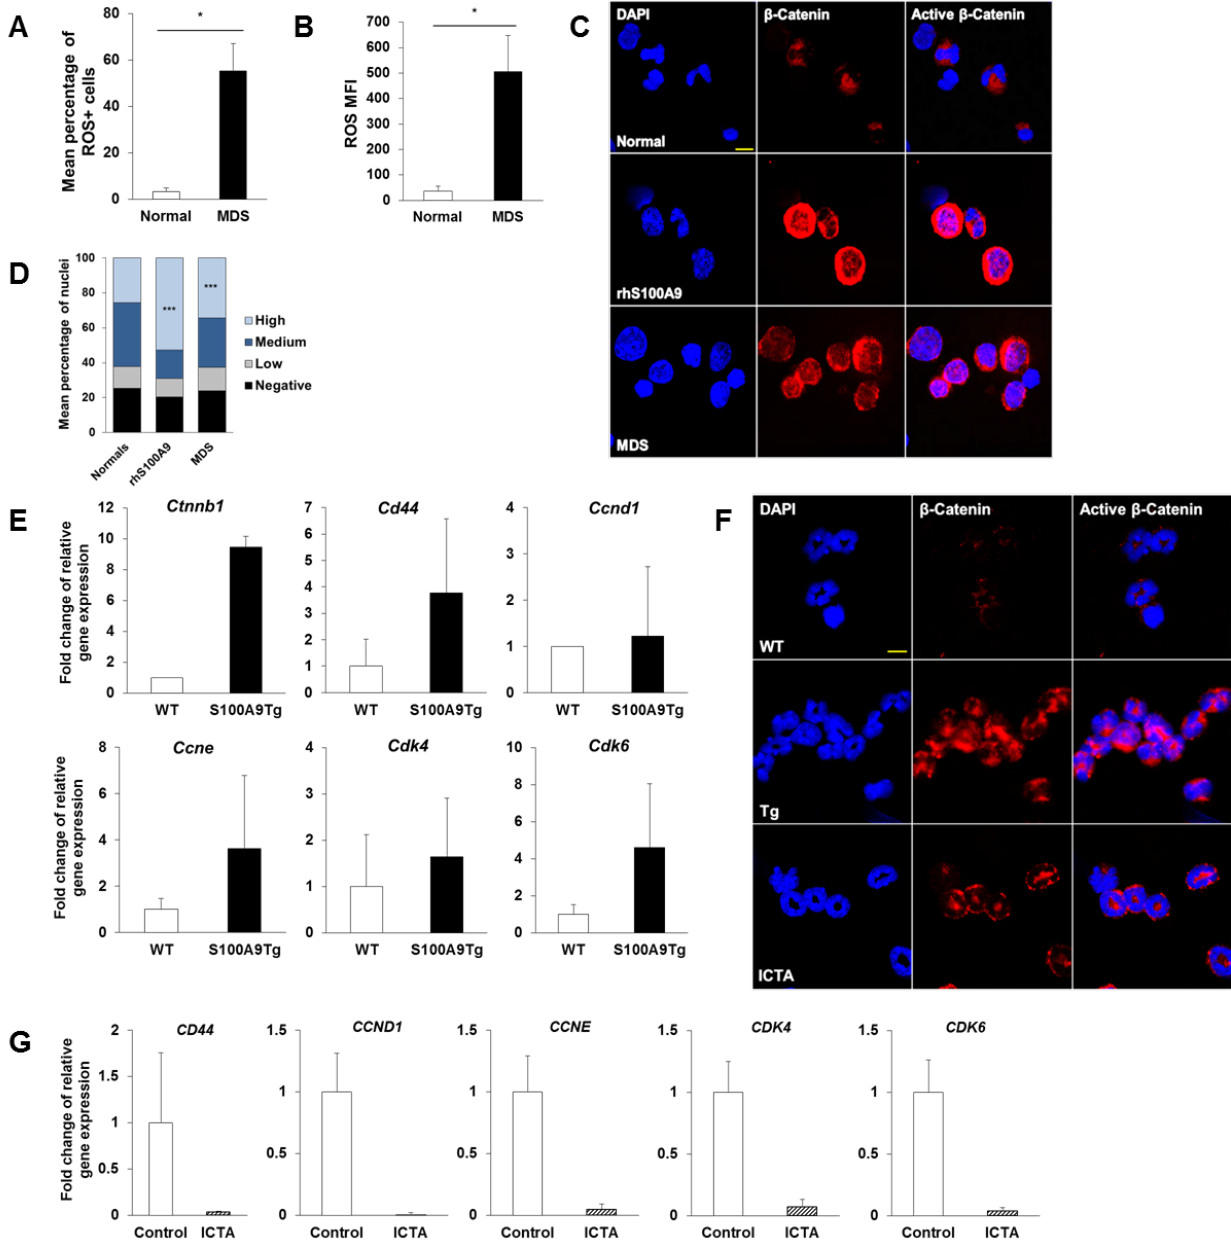 A
Mean percentage of
ROS+ cells
80
60
40
20
0
*
Normal
MDS
B
ROS MFI
700
600
500
400
300
200
100
0
*
Normal
MDS
C
DAPI
β-Catenin
Active β-Catenin
Normal
rhS100A9
MDS
D
Mean percentage of nuclei
100
80
60
40
20
0
***
***
High
Medium
Low
Negative
Normals
rhS100A9
MDS
E
Fold change of relative
gene expression
Ctnnb1
12
10
8
6
4
2
0
WT
S100A9Tg
Cd44
7
6
5
4
3
2
1
0
WT
S100A9Tg
Ccnd1
4
3
2
1
0
WT
S100A9Tg
Fold change of relative
gene expression
Ccne
8
6
4
2
0
WT
S100A9Tg
Cdk4
4
3
2
1
0
WT
S100A9Tg
Cdk6
10
8
6
4
2
0
WT
S100A9Tg
F
DAPI
β-Catenin
Active β-Catenin
WT
Tg
ICTA
G
Fold change of relative
gene expression
CD44
2
1.5
1
0.5
0
Control
ICTA
CCND1
1.5
1
0.5
0
Control
ICTA
CCNE
1.5
1
0.5
0
Control
ICTA
CDK4
1.5
1
0.5
0
Control
ICTA
CDK6
1.5
1
0.5
0
Control
ICTA